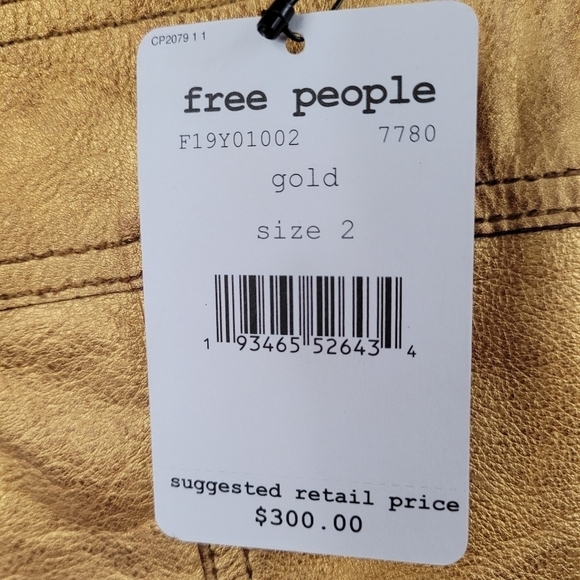 CP2079 1 1
free people
F19Y01002 7780
gold
size 2
1 93465 52643 4
suggested retail price
$300.00